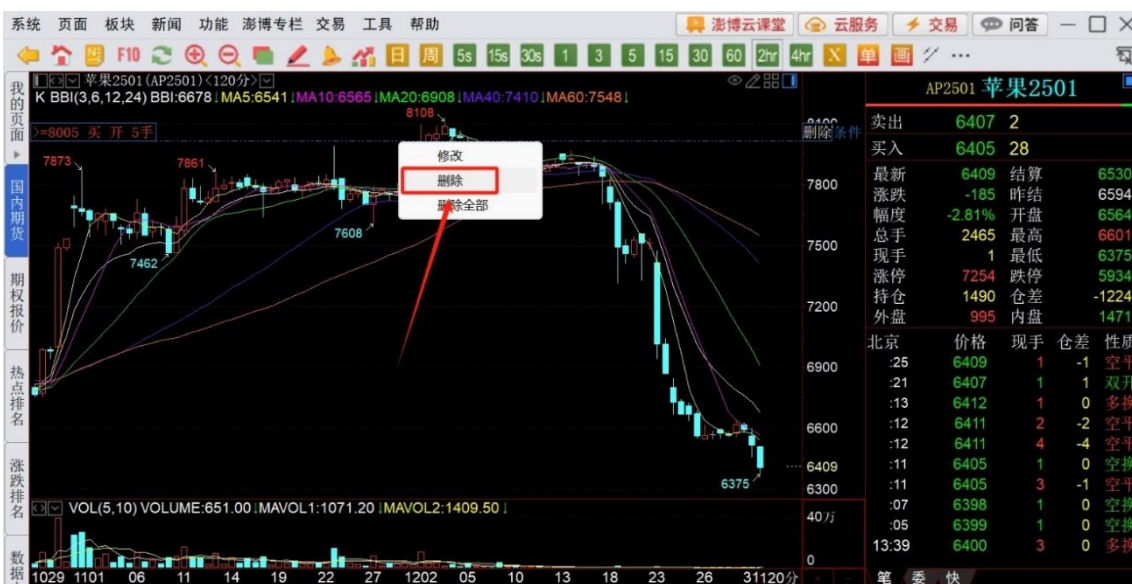 系统 页面 板块 新闻 功能 澎博专栏 交易 工具 帮助 澎博云课堂 云服务 交易 问答
F10 日 周 5s 15s 30s 1 3 5 15 30 60 2hr 4hr X 单 画
我的页面
国内期货
期权报价
热点排名
涨跌排名
数据
苹果2501(AP2501)<120分>
K BBI(3,6,12,24) BBI:6678↓MA5:6541↓MA10:6565↓MA20:6908↓MA40:7410↓MA60:7548↓
8108
>=8005 买 开 5手
删除条件
7873
7861
7608
7462
6375
修改
删除
删除全部
7800
7500
7200
6900
6600
6409
6300
VOL(5,10) VOLUME:651.00↓MAVOL1:1071.20↓MAVOL2:1409.50↓
40万
0
1029 1101 06 11 14 19 22 27 1202 05 10 13 18 23 26 31 120分
AP2501 苹果2501
卖出 6407 2
买入 6405 28
最新 6409 结算 6530
涨跌 -185 昨结 6594
幅度 -2.81% 开盘 6564
总手 2465 最高 6601
现手 1 最低 6375
涨停 7254 跌停 5934
持仓 1490 仓差 -1224
外盘 995 内盘 1471
北京 价格 现手 仓差 性质
:25 6409 1 -1 空平
:21 6407 1 1 双开
:13 6412 1 0 多换
:12 6411 2 -2 空平
:12 6411 4 -4 空平
:11 6405 1 0 空换
:11 6405 3 -1 空平
:07 6398 1 0 空换
:05 6399 1 0 空换
13:39 6400 3 0 多换
笔 委 快